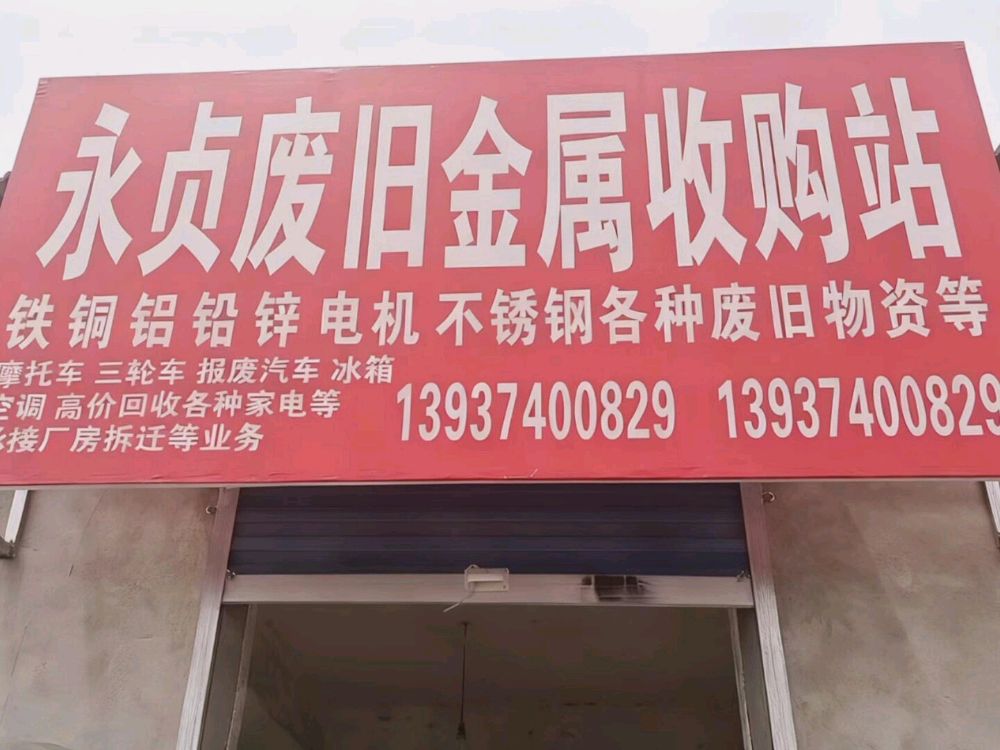 永贞废旧金属收购站
铁铜铝铅锌电机 不锈钢各种废旧物资等
摩托车 三轮车 报废汽车 冰箱
空调 高价回收各种家电等
承接厂房拆迁等业务
13937400829 13937400829